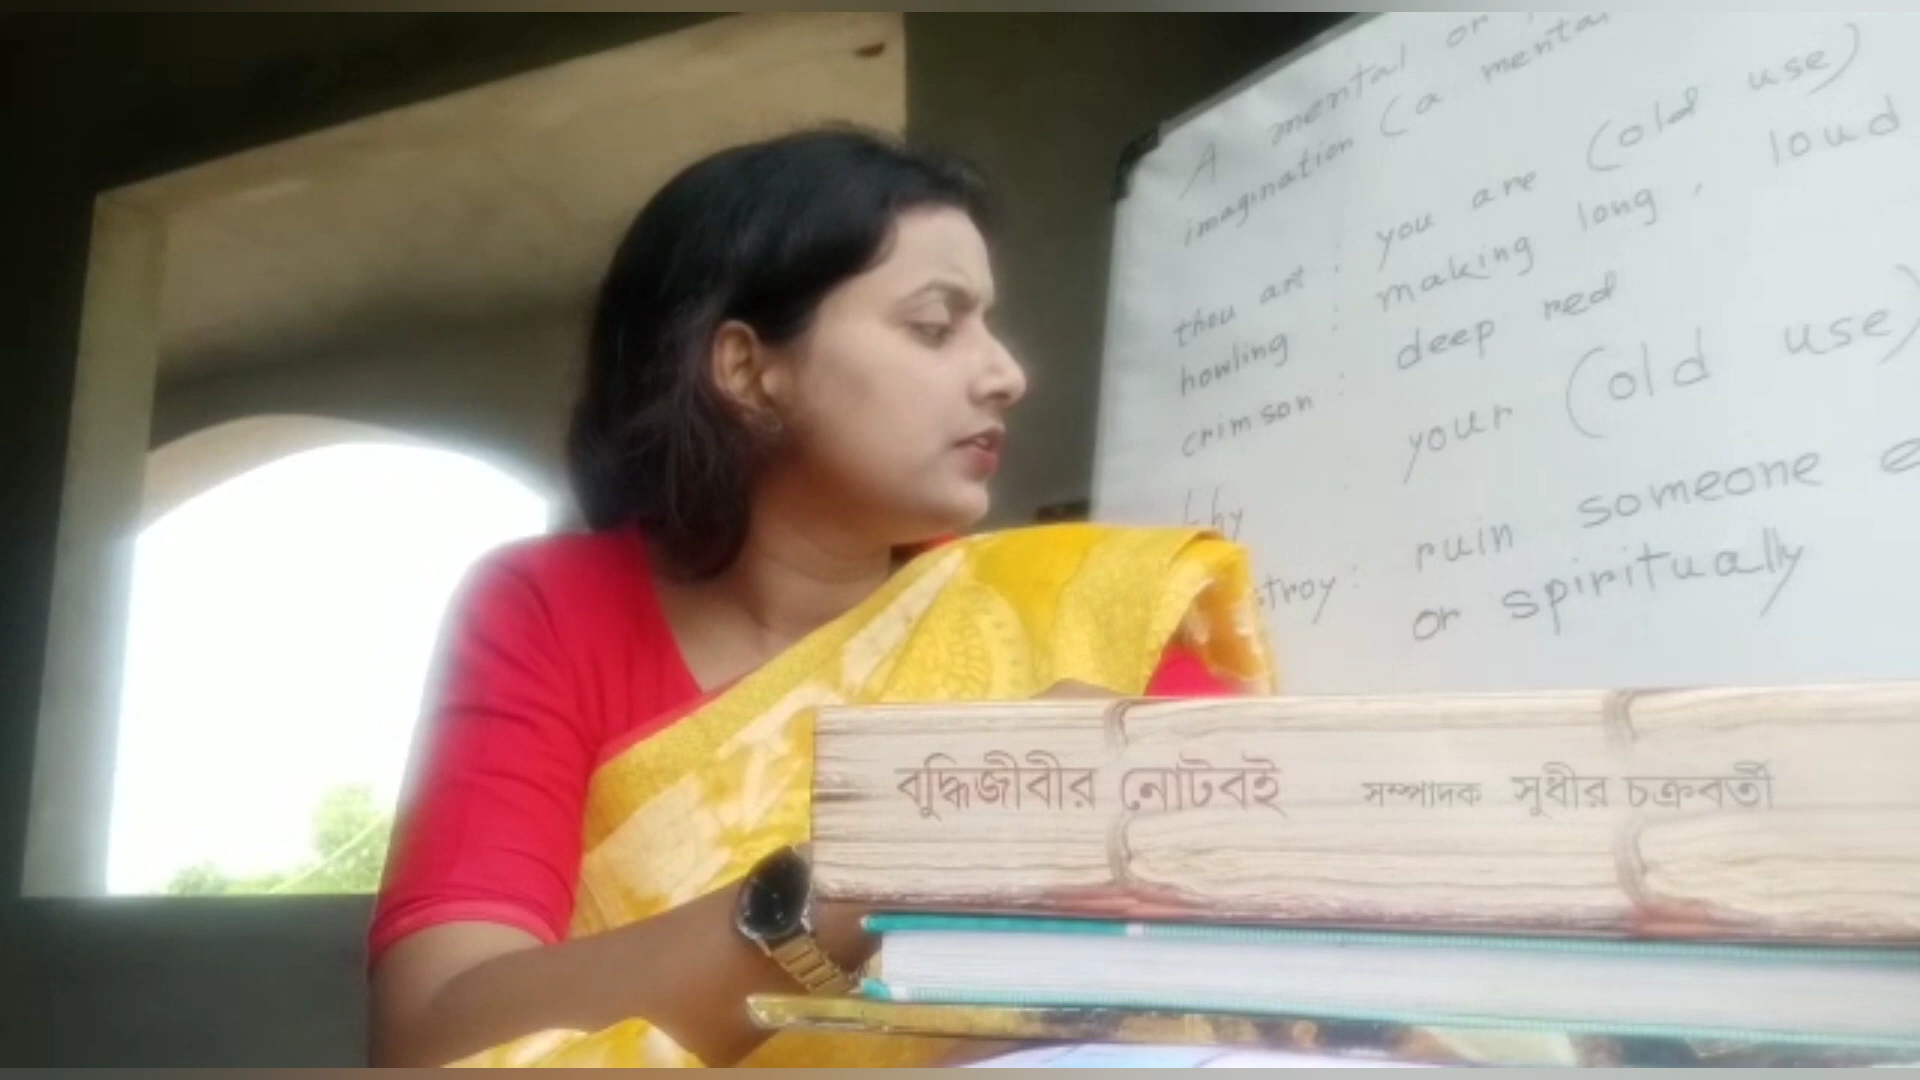 A mental or
imagination (a mental
thou art : you are (old use)
howling : making long, loud
crimson : deep red
thy : your (old use)
stroy : ruin someone e
or spiritually
বুদ্ধিজীবীর নোটবই সম্পাদক সুধীর চক্রবর্তী